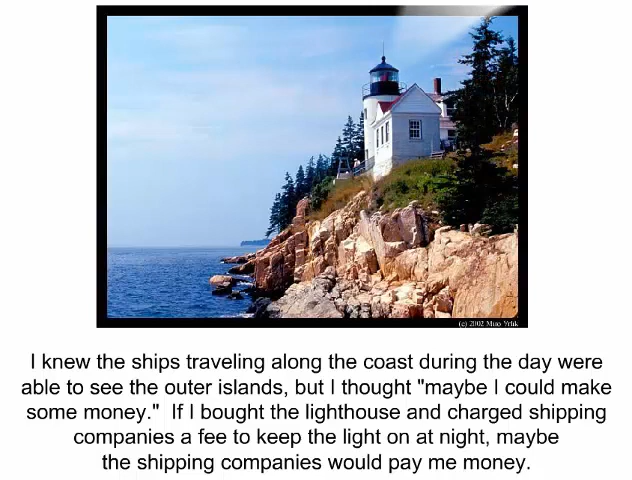 (c) 2002 Miro Vrlik
I knew the ships traveling along the coast during the day were
able to see the outer islands, but I thought "maybe I could make
some money."  If I bought the lighthouse and charged shipping
companies a fee to keep the light on at night, maybe
the shipping companies would pay me money.